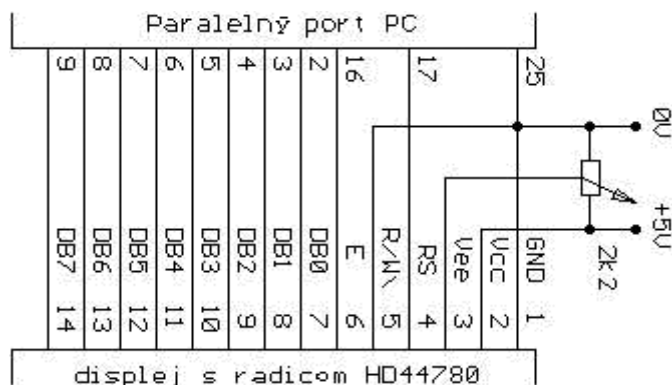 Paralelný port PC
9 8 7 6 5 4 3 2 16 17 25
0V
+5V
2k2
DB7 DB6 DB5 DB4 DB3 DB2 DB1 DB0 E R/W\ RS Vee Vcc GND
14 13 12 11 10 9 8 7 6 5 4 3 2 1
displej s radicom HD44780